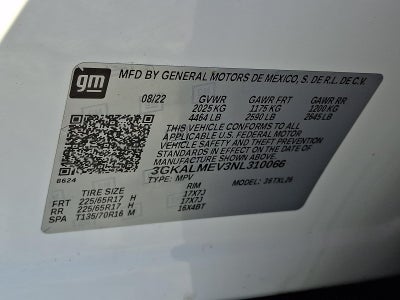 gm
MFD BY GENERAL MOTORS DE MEXICO, S. DE R.L. DE C.V.
08/22 GVWR GAWR FRT GAWR RR
2025 KG 1175 KG 1200 KG
4464 LB 2590 LB 2645 LB
THIS VEHICLE CONFORMS TO ALL
APPLICABLE U.S. FEDERAL MOTOR
VEHICLE SAFETY AND THEFT PREVENTION
STANDARDS IN EFFECT ON THE DATE OF
MANUFACTURE SHOWN ABOVE.
3GKALMEV3NL310066
8624 TYPE: MPV MODEL: 3STXL26
TIRE SIZE RIM
FRT 225/65R17 H 17X7J
RR 225/65R17 H 17X7J
SPA T135/70R16 M 16X4BT